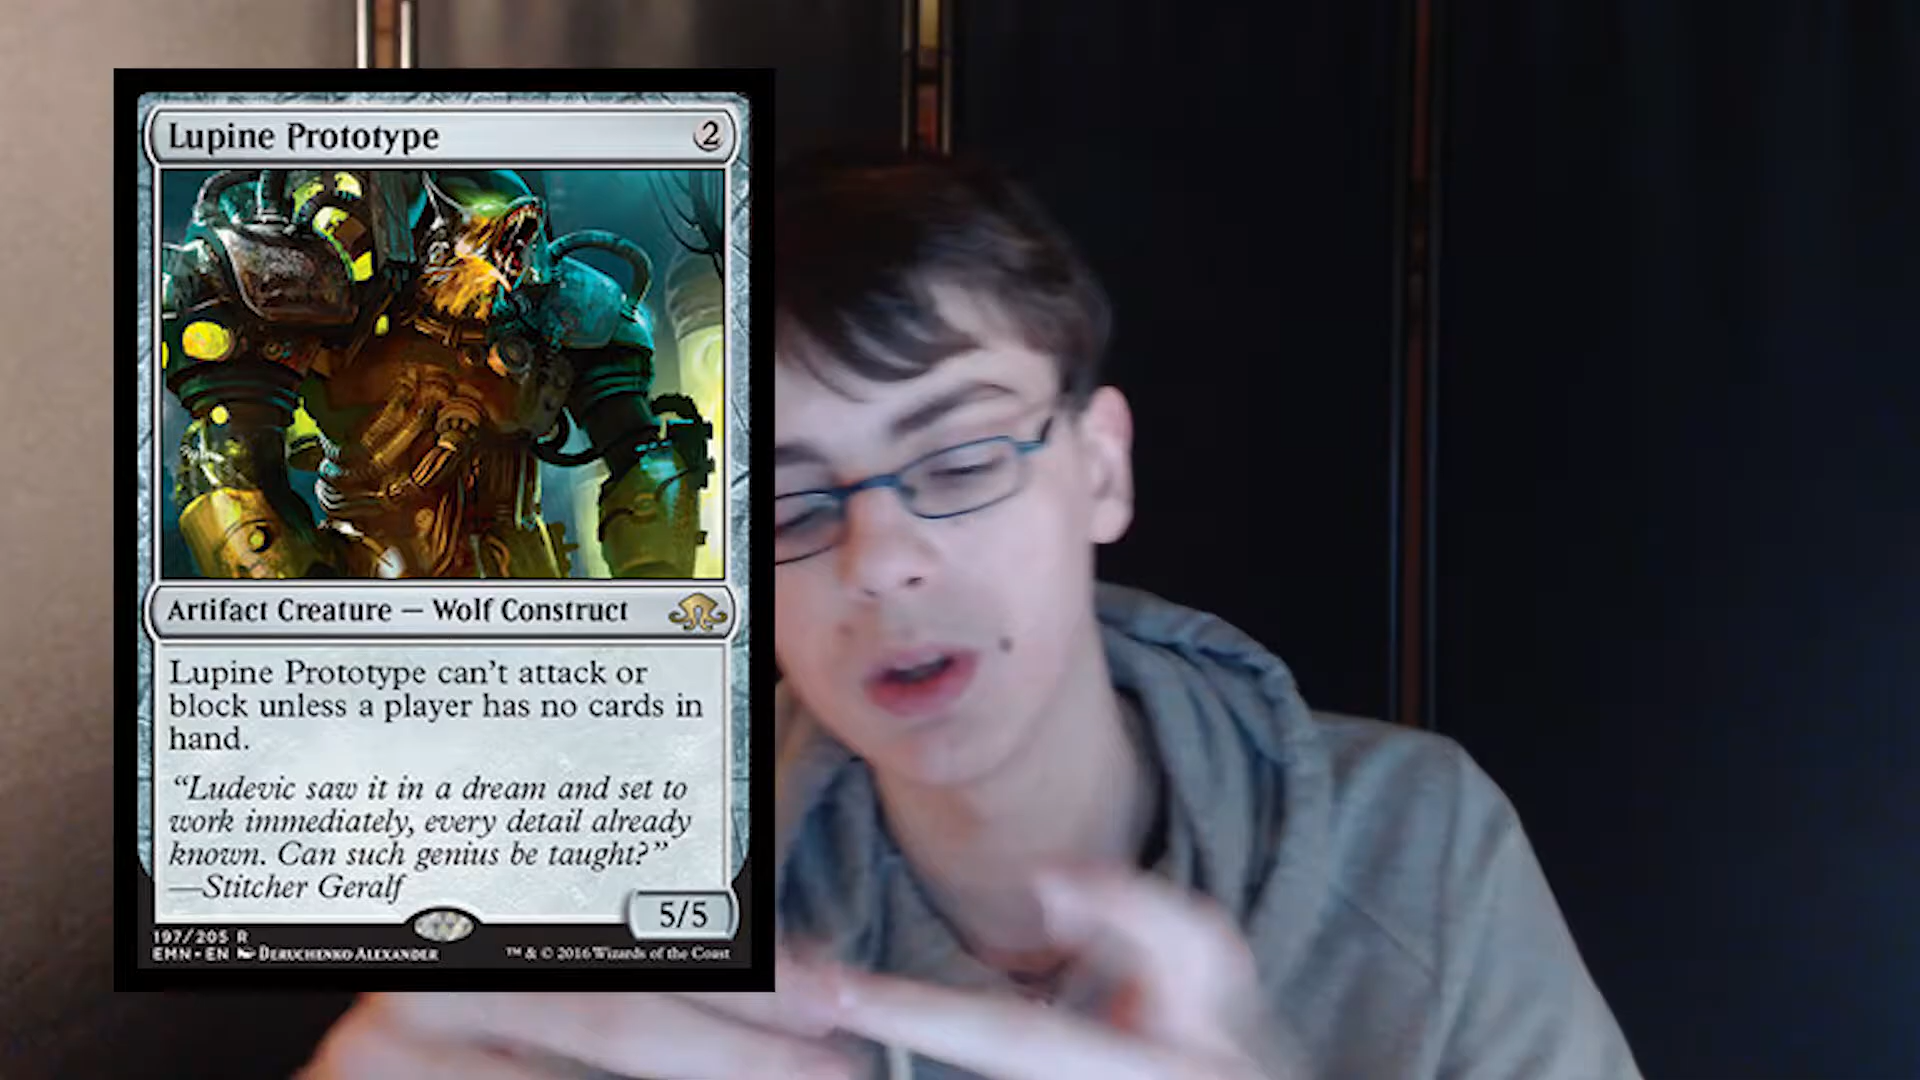 Lupine Prototype 2
Artifact Creature — Wolf Construct
Lupine Prototype can't attack or
block unless a player has no cards in
hand.
“Ludevic saw it in a dream and set to
work immediately, every detail already
known. Can such genius be taught?”
—Stitcher Geralf
5/5
197/205 R
EMN • EN Deruchenko Alexander ™ & © 2016 Wizards of the Coast